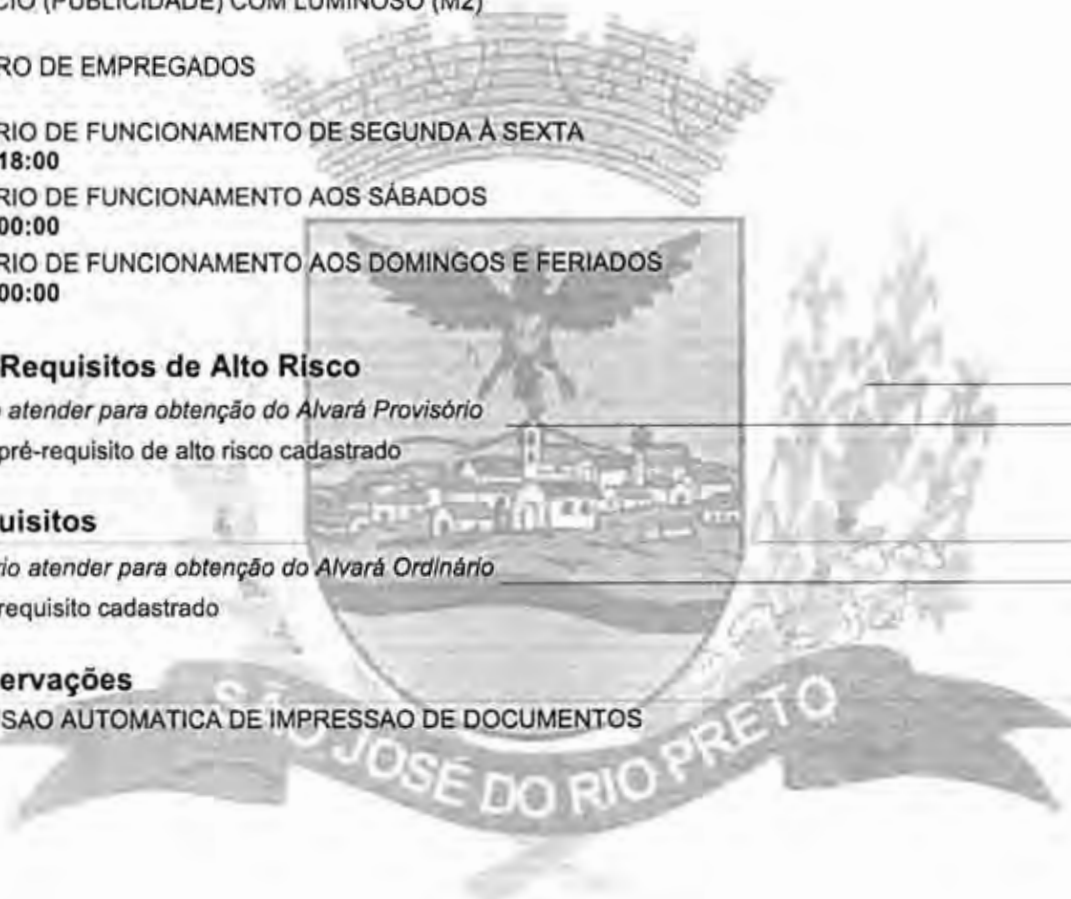 CIO (PUBLICIDADE) COM LUMINOSO (M2)
RO DE EMPREGADOS
RIO DE FUNCIONAMENTO DE SEGUNDA À SEXTA
18:00
RIO DE FUNCIONAMENTO AOS SÁBADOS
00:00
RIO DE FUNCIONAMENTO AOS DOMINGOS E FERIADOS
00:00
Requisitos de Alto Risco
atender para obtenção do Alvará Provisório
pré-requisito de alto risco cadastrado
uisitos
rio atender para obtenção do Alvará Ordinário
requisito cadastrado
ervações
SAO AUTOMATICA DE IMPRESSAO DE DOCUMENTOS
SÃO JOSÉ DO RIO PRETO